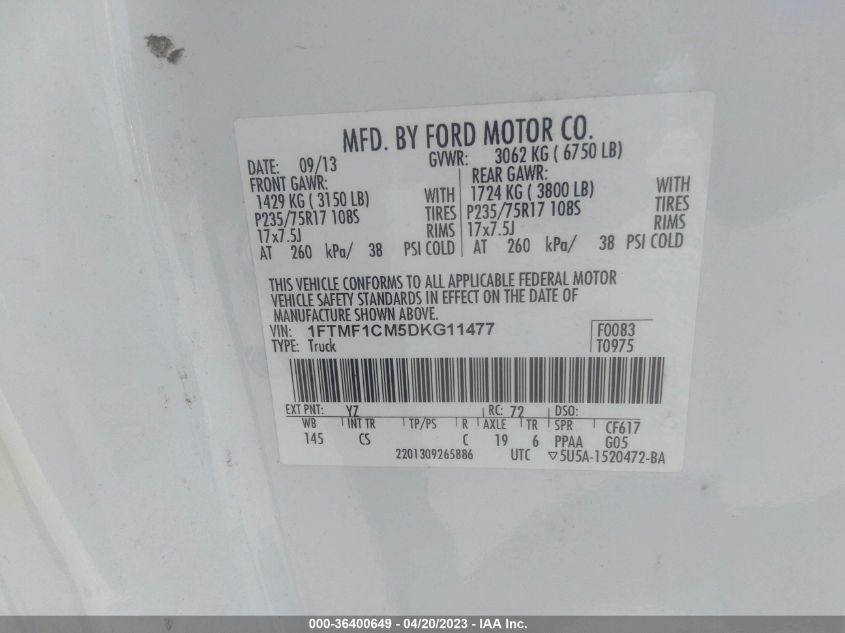 MFD. BY FORD MOTOR CO.
DATE: 09/13 GVWR: 3062 KG ( 6750 LB)
FRONT GAWR: REAR GAWR:
1429 KG ( 3150 LB) WITH 1724 KG ( 3800 LB) WITH
P235/75R17 108S TIRES P235/75R17 108S TIRES
17x7.5J RIMS 17x7.5J RIMS
AT 260 kPa/ 38 PSI COLD AT 260 kPa/ 38 PSI COLD
THIS VEHICLE CONFORMS TO ALL APPLICABLE FEDERAL MOTOR
VEHICLE SAFETY STANDARDS IN EFFECT ON THE DATE OF
MANUFACTURE SHOWN ABOVE.
VIN: 1FTMF1CM5DKG11477 F0083
TYPE: Truck T0975
EXT PNT: YZ RC: 72 DSO:
WB INT TR TP/PS R AXLE TR SPR CF617
145 CS C 19 6 PPAA G05
2201309265886 UTC ▽5U5A-1520472-BA
000-36400649 - 04/20/2023 - IAA Inc.